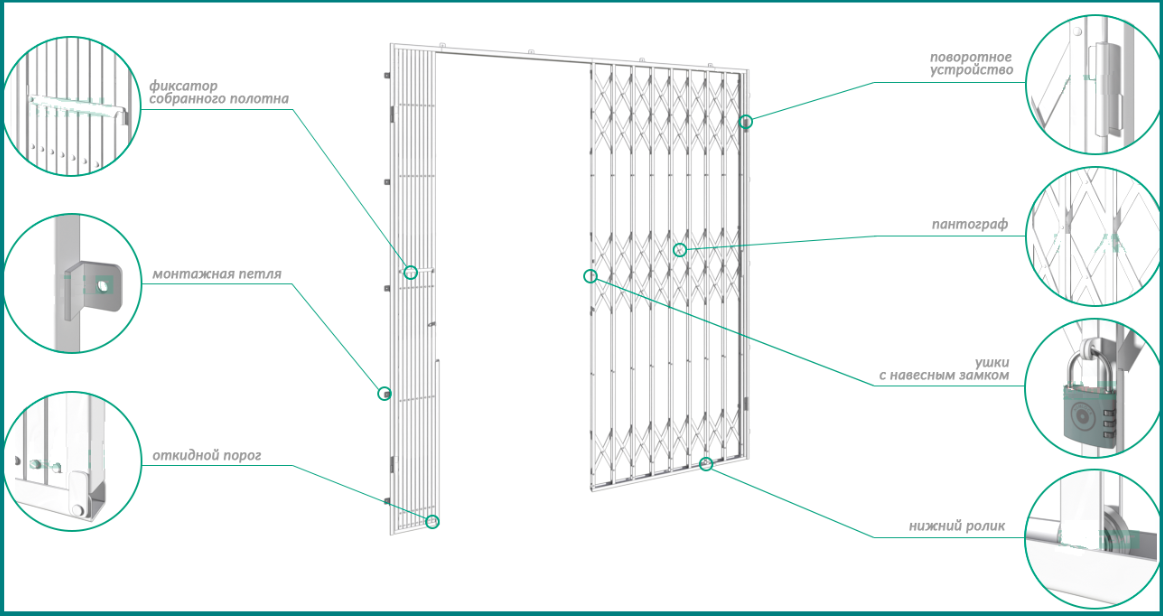 фиксатор
собранного полотна
монтажная петля
откидной порог
поворотное
устройство
пантограф
ушки
с навесным замком
нижний ролик